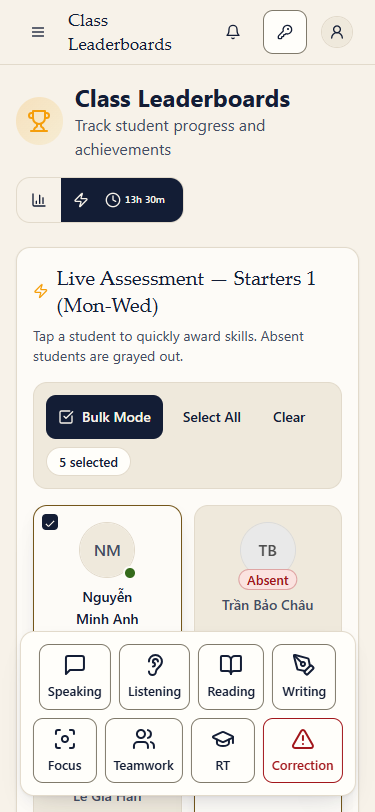 Class
Leaderboards
Class Leaderboards
Track student progress and
achievements
13h 30m
Live Assessment — Starters 1
(Mon-Wed)
Tap a student to quickly award skills. Absent
students are grayed out.
Bulk Mode
Select All
Clear
5 selected
NM
Nguyễn
Minh Anh
TB
Absent
Trần Bảo Châu
Speaking
Listening
Reading
Writing
Focus
Teamwork
RT
Correction
Lê Gia Hân